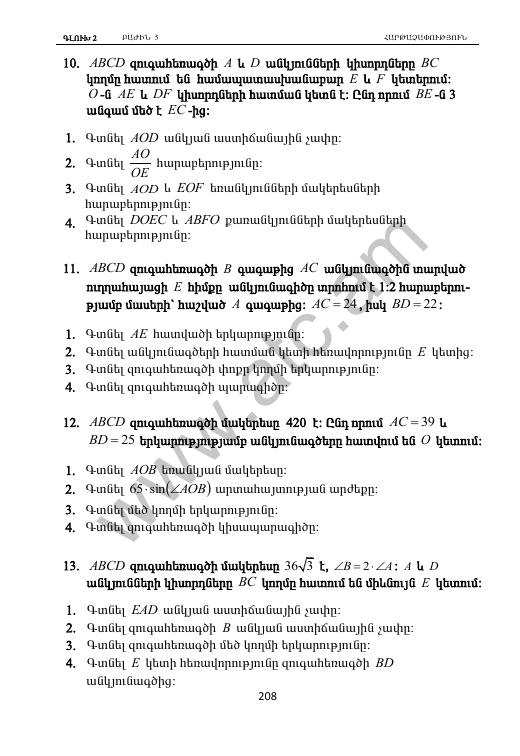 ԳԼՈՒԽ 2 ԲԱԺԻՆ 5 ՀԱՐԹԱՉԱՓՈՒԹՅՈՒՆ
10. ABCD զուգահեռագծի A և D անկյունների կիսորդները BC
կողմը հատում են համապատասխանաբար E և F կետերում:
O-ն AE և DF կիսորդների հատման կետն է: Ընդ որում BE-ն 3
անգամ մեծ է EC-ից:
1. Գտնել AOD անկյան աստիճանային չափը:
2. Գտնել AO/OE հարաբերությունը:
3. Գտնել AOD և EOF եռանկյունների մակերեսների
հարաբերությունը:
4. Գտնել DOEC և ABFO քառանկյունների մակերեսների
հարաբերությունը:
11. ABCD զուգահեռագծի B գագաթից AC անկյունագծին տարված
ուղղահայացի E հիմքը անկյունագիծը տրոհում է 1:2 հարաբերու-
թյամբ մասերի՝ հաշված A գագաթից: AC = 24, իսկ BD = 22:
1. Գտնել AE հատվածի երկարությունը:
2. Գտնել անկյունագծերի հատման կետի հեռավորությունը E կետից:
3. Գտնել զուգահեռագծի փոքր կողմի երկարությունը:
4. Գտնել զուգահեռագծի պարագիծը:
12. ABCD զուգահեռագծի մակերեսը 420 է: Ընդ որում AC = 39 և
BD = 25 երկարությամբ անկյունագծերը հատվում են O կետում:
1. Գտնել AOB եռանկյան մակերեսը:
2. Գտնել 65·sin(∠AOB) արտահայտության արժեքը:
3. Գտնել մեծ կողմի երկարությունը:
4. Գտնել զուգահեռագծի կիսապարագիծը:
13. ABCD զուգահեռագծի մակերեսը 36√3 է, ∠B = 2·∠A: A և D
անկյունների կիսորդները BC կողմը հատում են միևնույն E կետում:
1. Գտնել EAD անկյան աստիճանային չափը:
2. Գտնել զուգահեռագծի B անկյան աստիճանային չափը:
3. Գտնել զուգահեռագծի մեծ կողմի երկարությունը:
4. Գտնել E կետի հեռավորությունը զուգահեռագծի BD
անկյունագծից:
208
www.atc.am